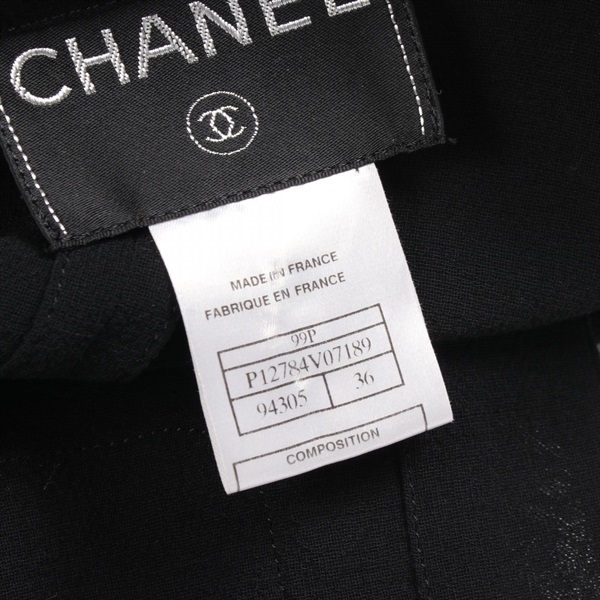 CHANEL
MADE IN FRANCE
FABRIQUE EN FRANCE
99P
P12784V07189
94305 36
COMPOSITION